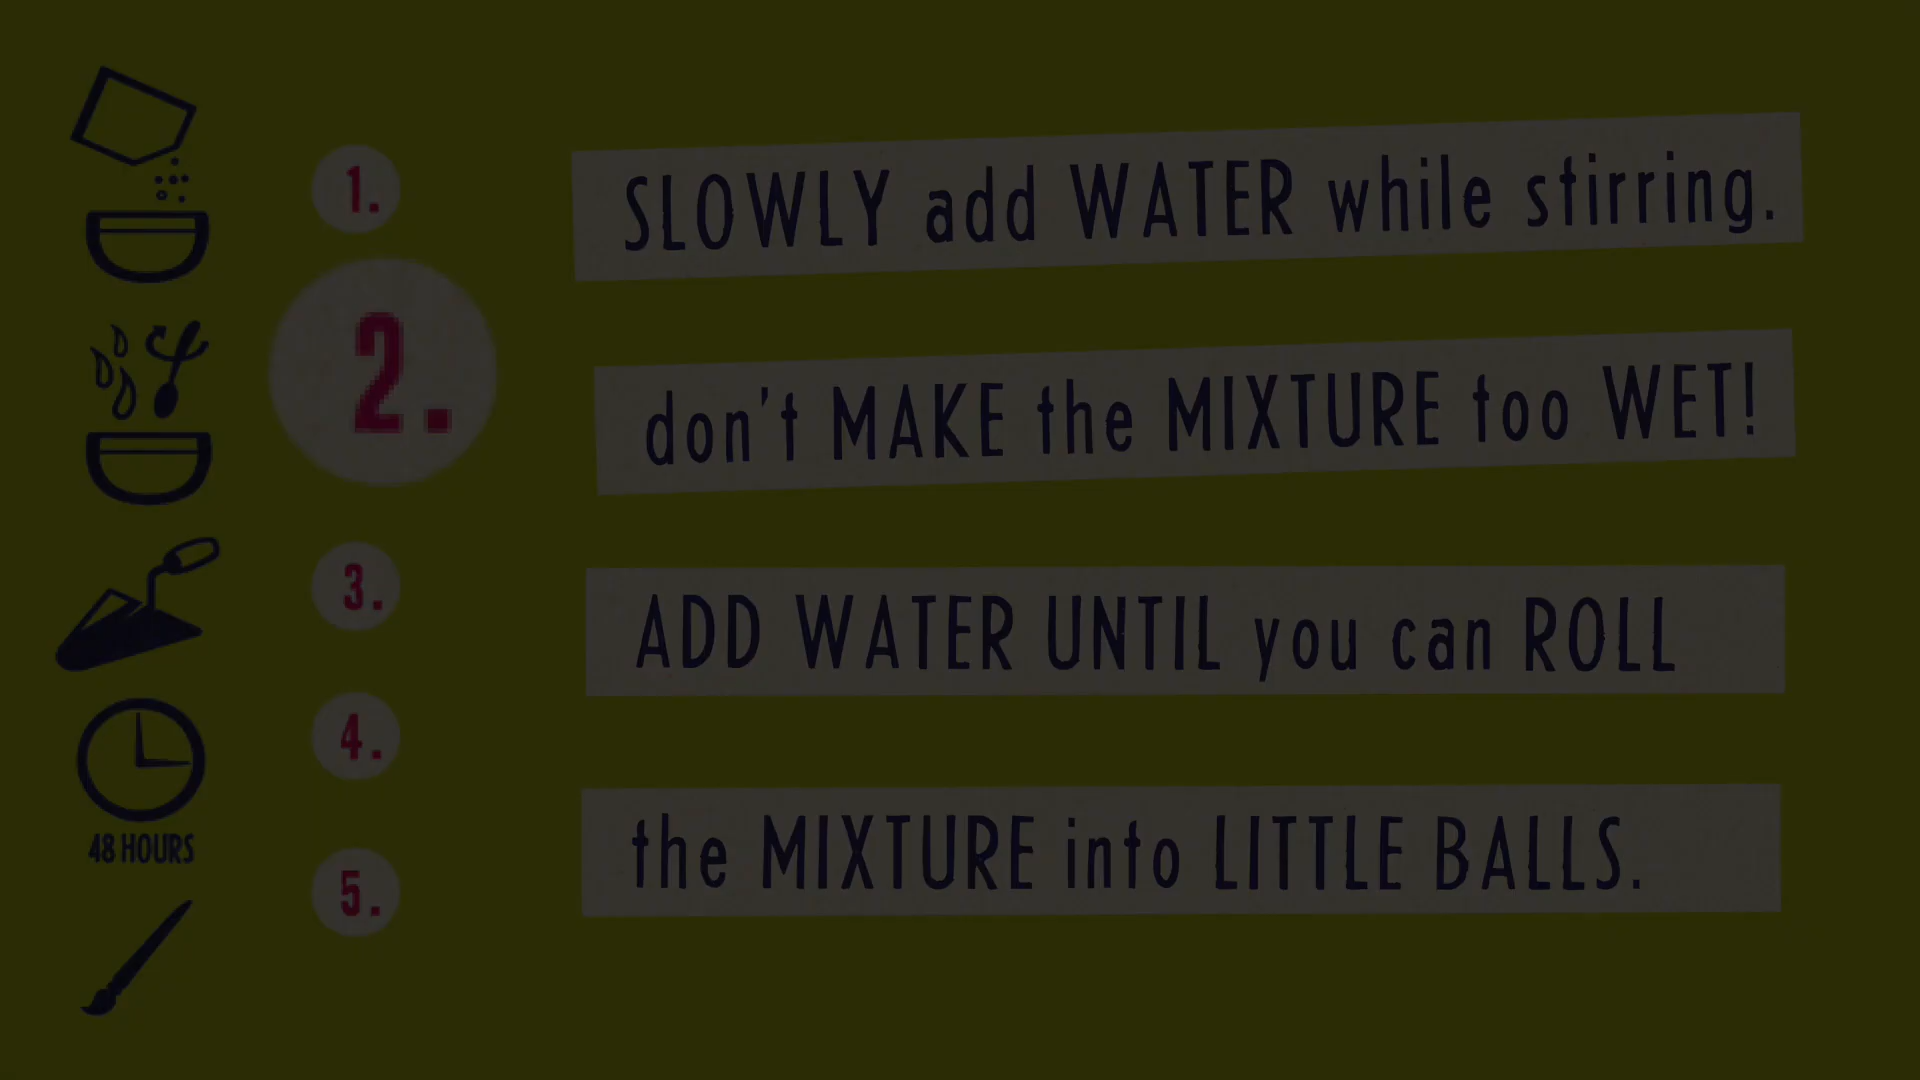 1.
SLOWLY add WATER while stirring.
2.
don't MAKE the MIXTURE too WET!
3.
ADD WATER UNTIL you can ROLL
4.
the MIXTURE into LITTLE BALLS.
48 HOURS
5.